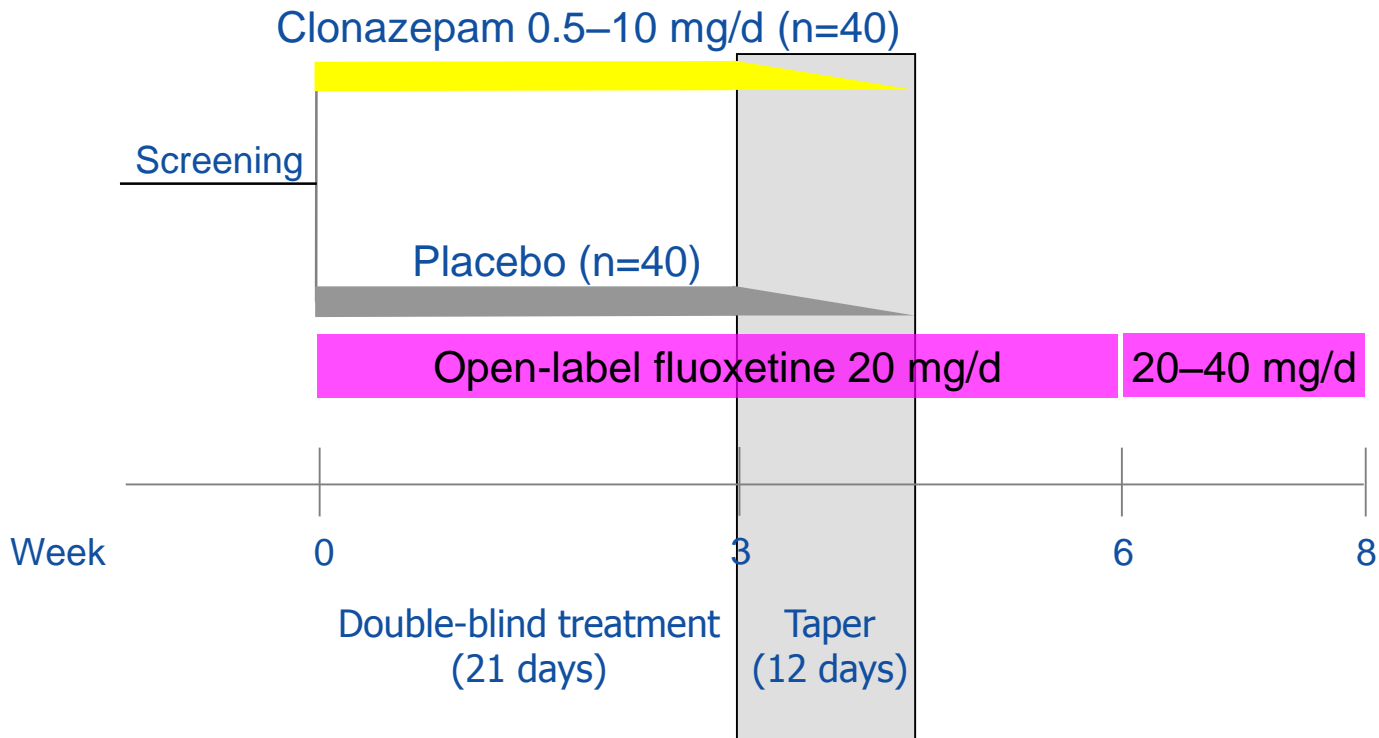 Clonazepam 0.5–10 mg/d (n=40)
Screening
Placebo (n=40)
Open-label fluoxetine 20 mg/d
20–40 mg/d
Week
0
3
6
8
Double-blind treatment
(21 days)
Taper
(12 days)